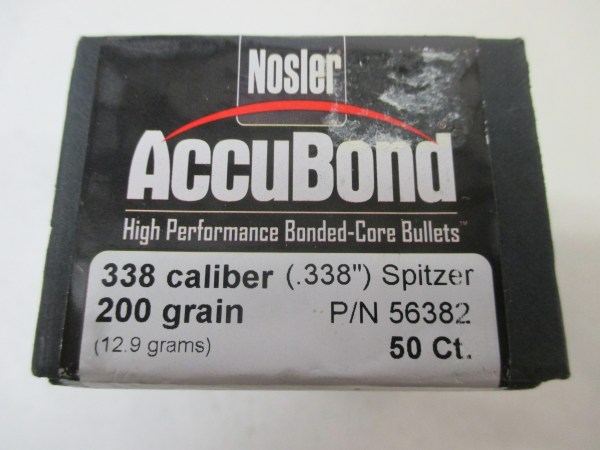 Nosler
AccuBond
High Performance Bonded-Core Bullets™
338 caliber (.338") Spitzer
200 grain P/N 56382
(12.9 grams) 50 Ct.